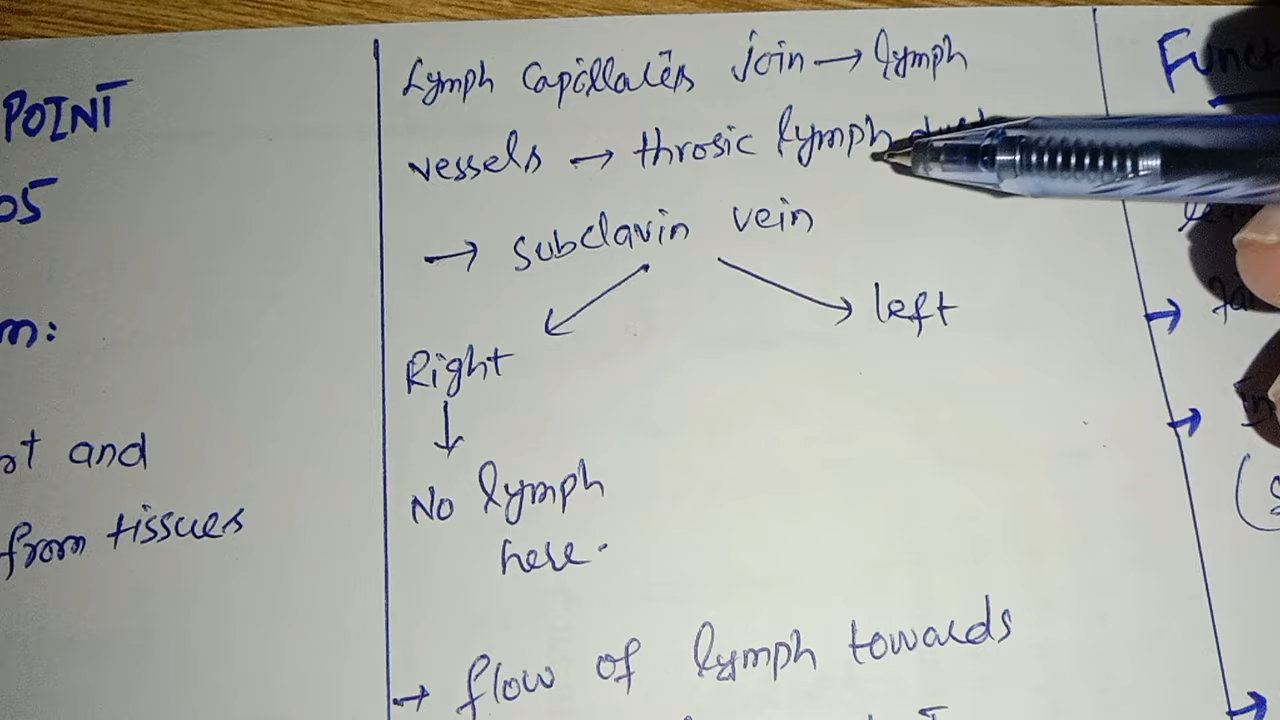 POINT
05
m:
ot and
from tissues
Lymph Capillaries join → lymph
vessels → throsic lymph
→ subclavin vein
Right
left
No lymph
here.
→ flow of lymph towards
Funct